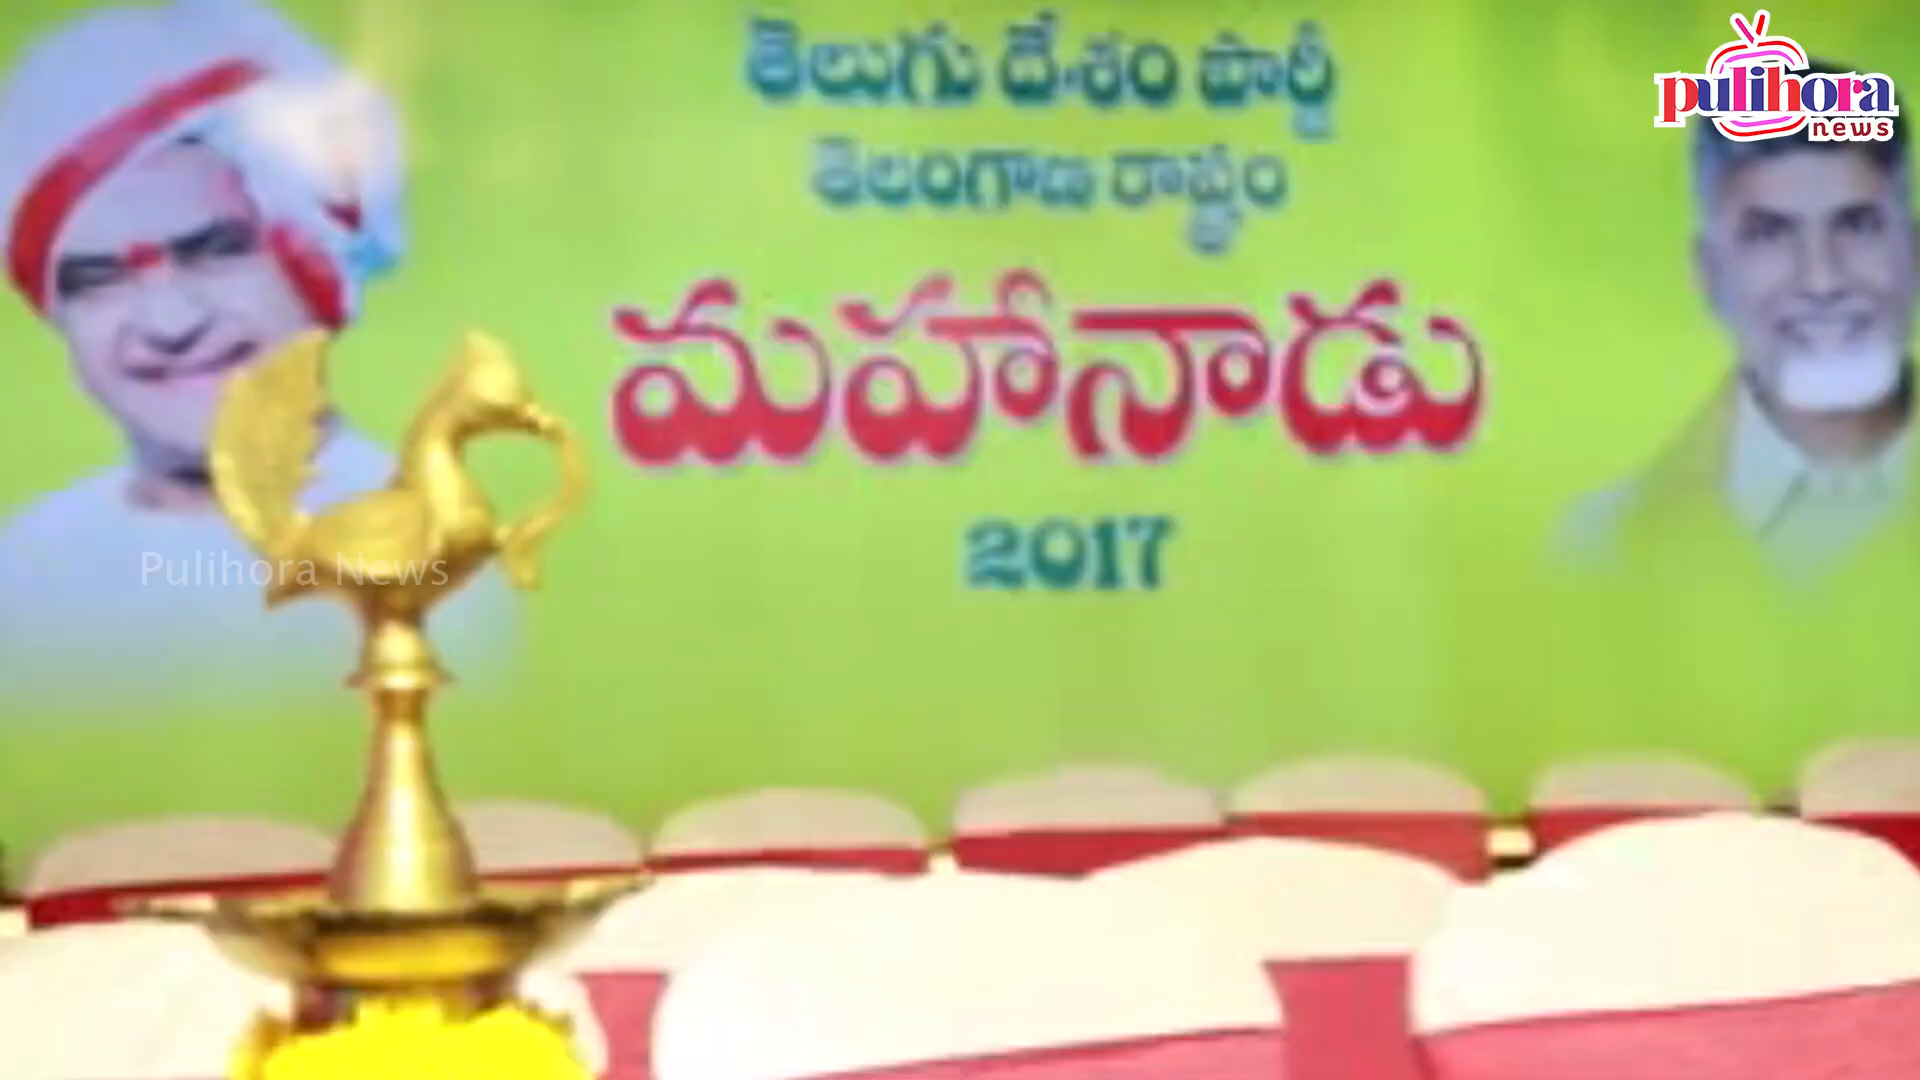 తెలుగు దేశం పార్టీ
తెలంగాణ రాష్ట్రం
మహానాడు
2017
pulihora
news
Pulihora News